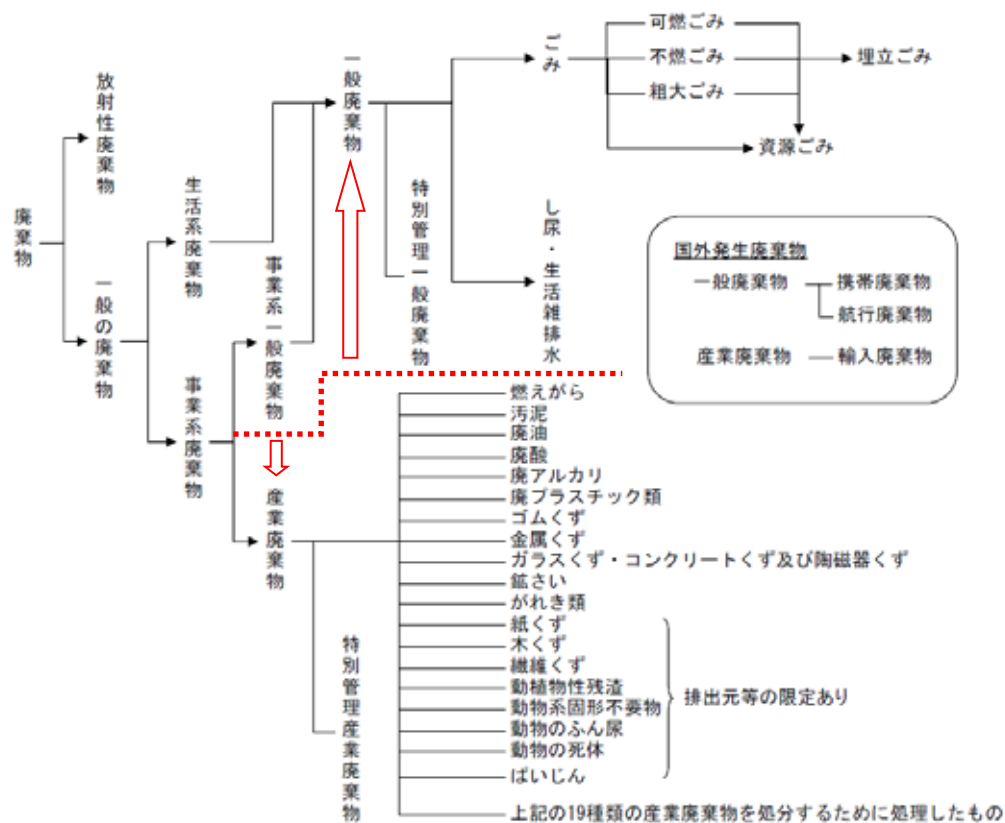 廃棄物
放射性廃棄物
一般の廃棄物
生活系廃棄物
事業系廃棄物
事業系一般廃棄物
産業廃棄物
一般廃棄物
特別管理一般廃棄物
特別管理産業廃棄物
ごみ
し尿・生活雑排水
可燃ごみ
不燃ごみ
粗大ごみ
埋立ごみ
資源ごみ
国外発生廃棄物
一般廃棄物
携帯廃棄物
航行廃棄物
産業廃棄物
輸入廃棄物
燃えがら
汚泥
廃油
廃酸
廃アルカリ
廃プラスチック類
ゴムくず
金属くず
ガラスくず・コンクリートくず及び陶磁器くず
鉱さい
がれき類
紙くず
木くず
繊維くず
動植物性残渣
動物系固形不要物
動物のふん尿
動物の死体
ばいじん
排出元等の限定あり
上記の19種類の産業廃棄物を処分するために処理したもの